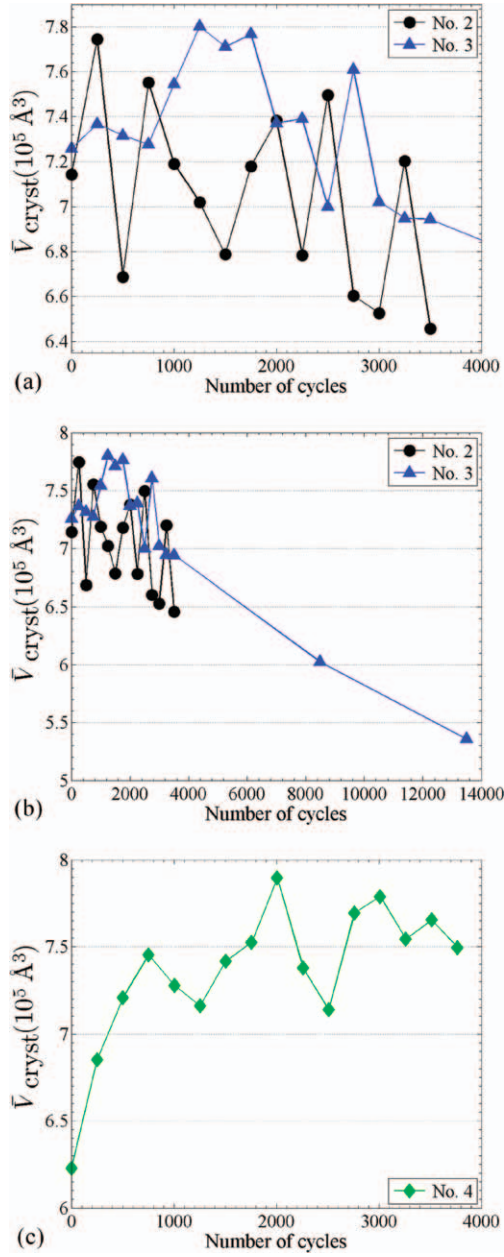 7.8
7.6
7.4
7.2
7
6.8
6.6
6.4
V̄ cryst(10⁵ Å³)
No. 2
No. 3
0 1000 2000 3000 4000
(a) Number of cycles
8
7.5
7
6.5
6
5.5
5
V̄ cryst(10⁵ Å³)
No. 2
No. 3
0 2000 4000 6000 8000 10000 12000 14000
(b) Number of cycles
8
7.5
7
6.5
6
V̄ cryst(10⁵ Å³)
No. 4
0 1000 2000 3000 4000
(c) Number of cycles